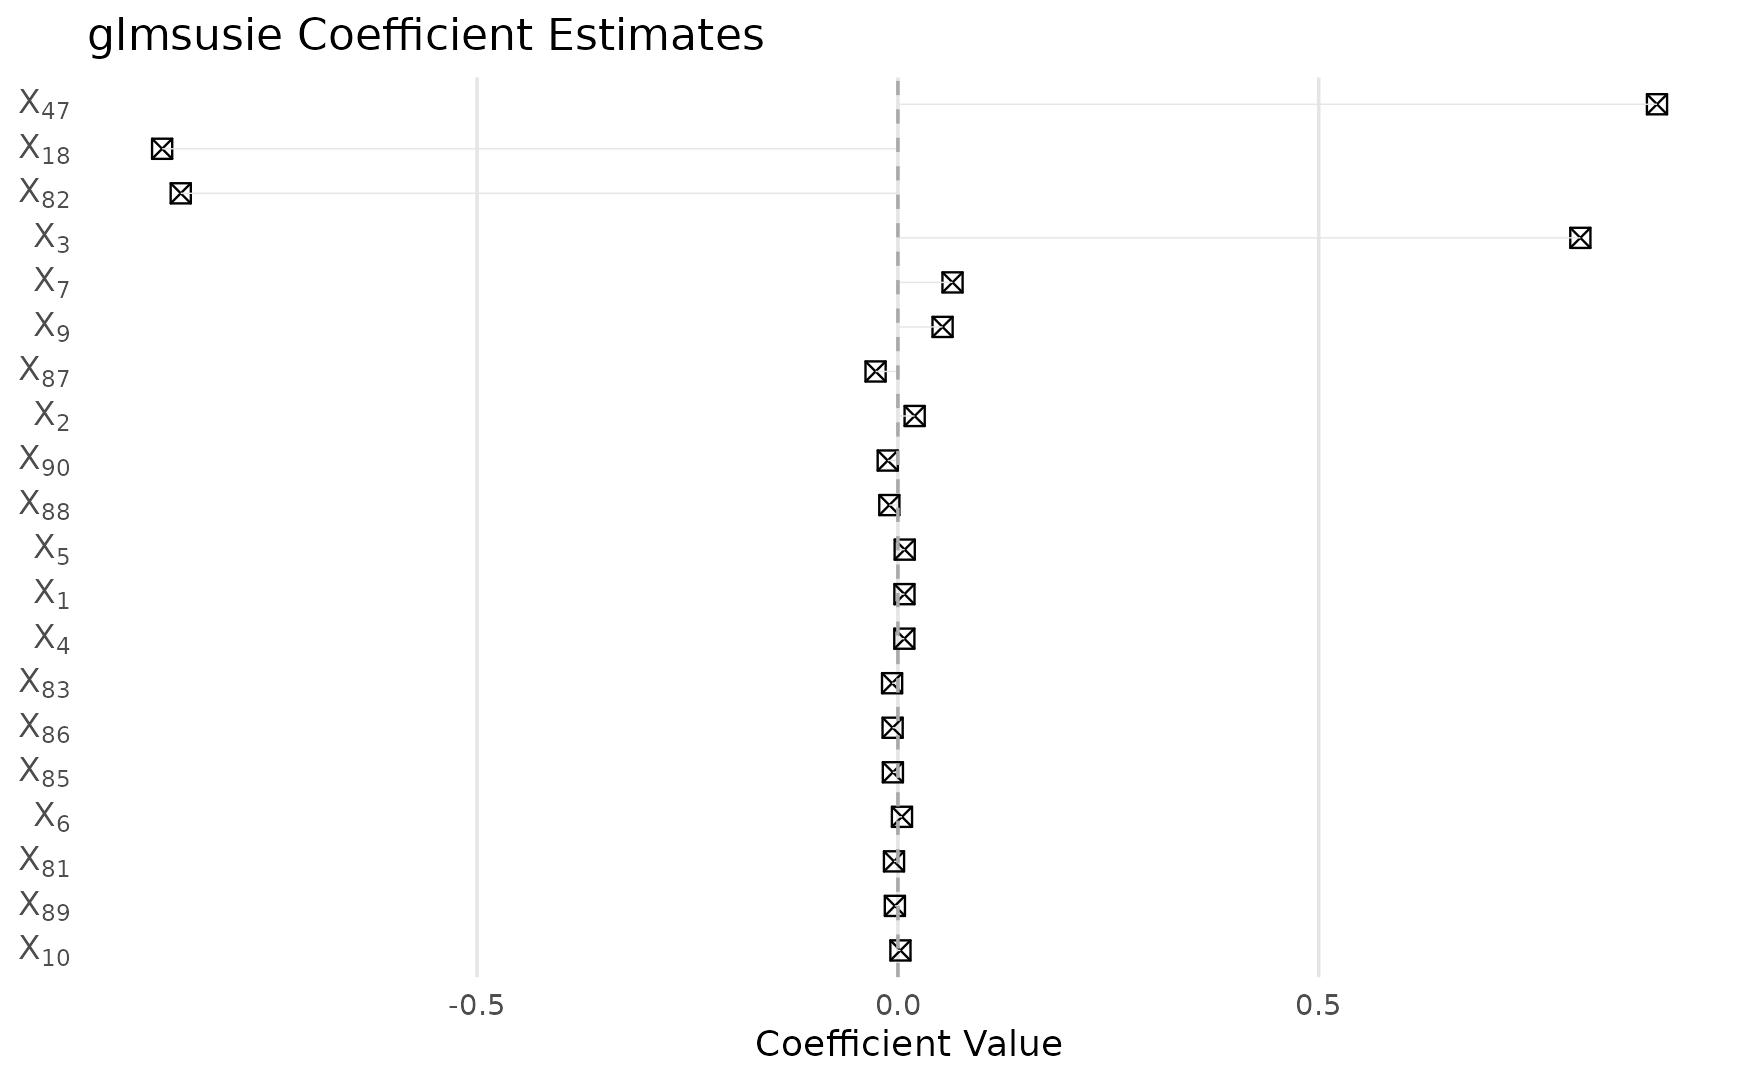 glmsusie Coefficient Estimates
X₄₇
X₁₈
X₈₂
X₃
X₇
X₉
X₈₇
X₂
X₉₀
X₈₈
X₅
X₁
X₄
X₈₃
X₈₆
X₈₅
X₆
X₈₁
X₈₉
X₁₀
-0.5 0.0 0.5
Coefficient Value